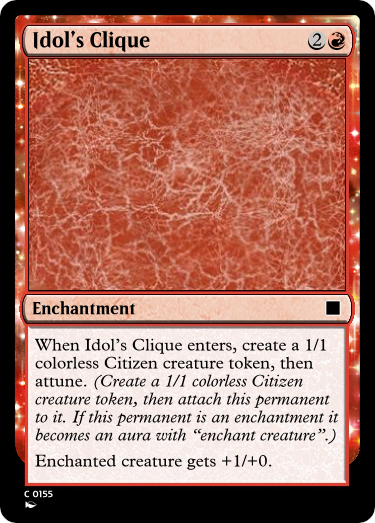 Idol's Clique 2
Enchantment
When Idol's Clique enters, create a 1/1
colorless Citizen creature token, then
attune. (Create a 1/1 colorless Citizen
creature token, then attach this permanent
to it. If this permanent is an enchantment it
becomes an aura with “enchant creature”.)
Enchanted creature gets +1/+0.
C 0155